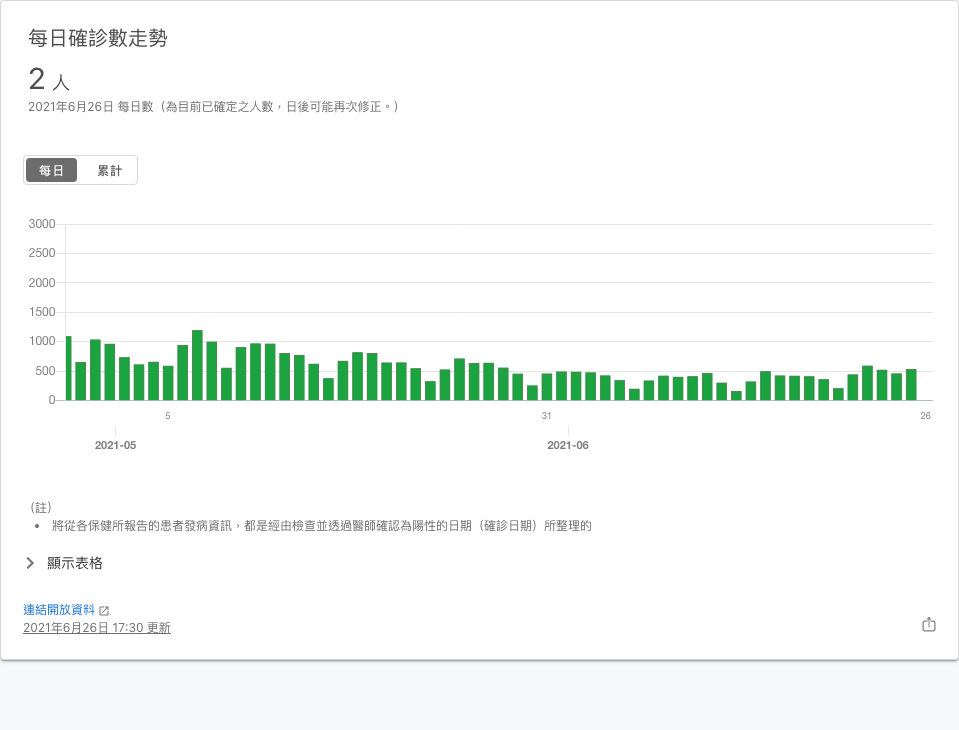 每日確診數走勢
2 人
2021年6月26日 每日數（為目前已確定之人數，日後可能再次修正。）
每日 累計
3000
2500
2000
1500
1000
500
0
5 31 26
2021-05 2021-06
（註）
• 將從各保健所報告的患者發病資訊，都是經由檢查並透過醫師確認為陽性的日期（確診日期）所整理的
顯示表格
連結開放資料
2021年6月26日 17:30 更新